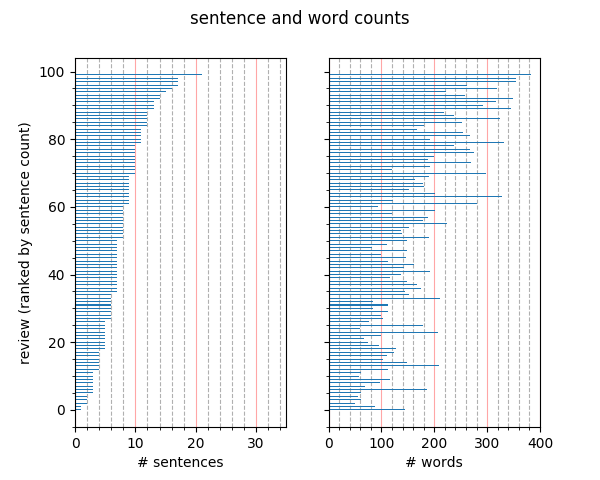 sentence and word counts
100
80
60
40
20
0
review (ranked by sentence count)
0 10 20 30
# sentences
0 100 200 300 400
# words